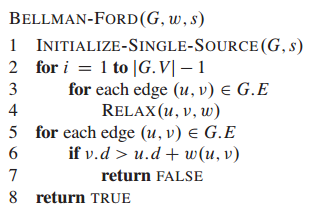 BELLMAN-FORD(G, w, s)
1 INITIALIZE-SINGLE-SOURCE(G, s)
2 for i = 1 to |G.V| − 1
3 for each edge (u, v) ∈ G.E
4 RELAX(u, v, w)
5 for each edge (u, v) ∈ G.E
6 if v.d > u.d + w(u, v)
7 return FALSE
8 return TRUE